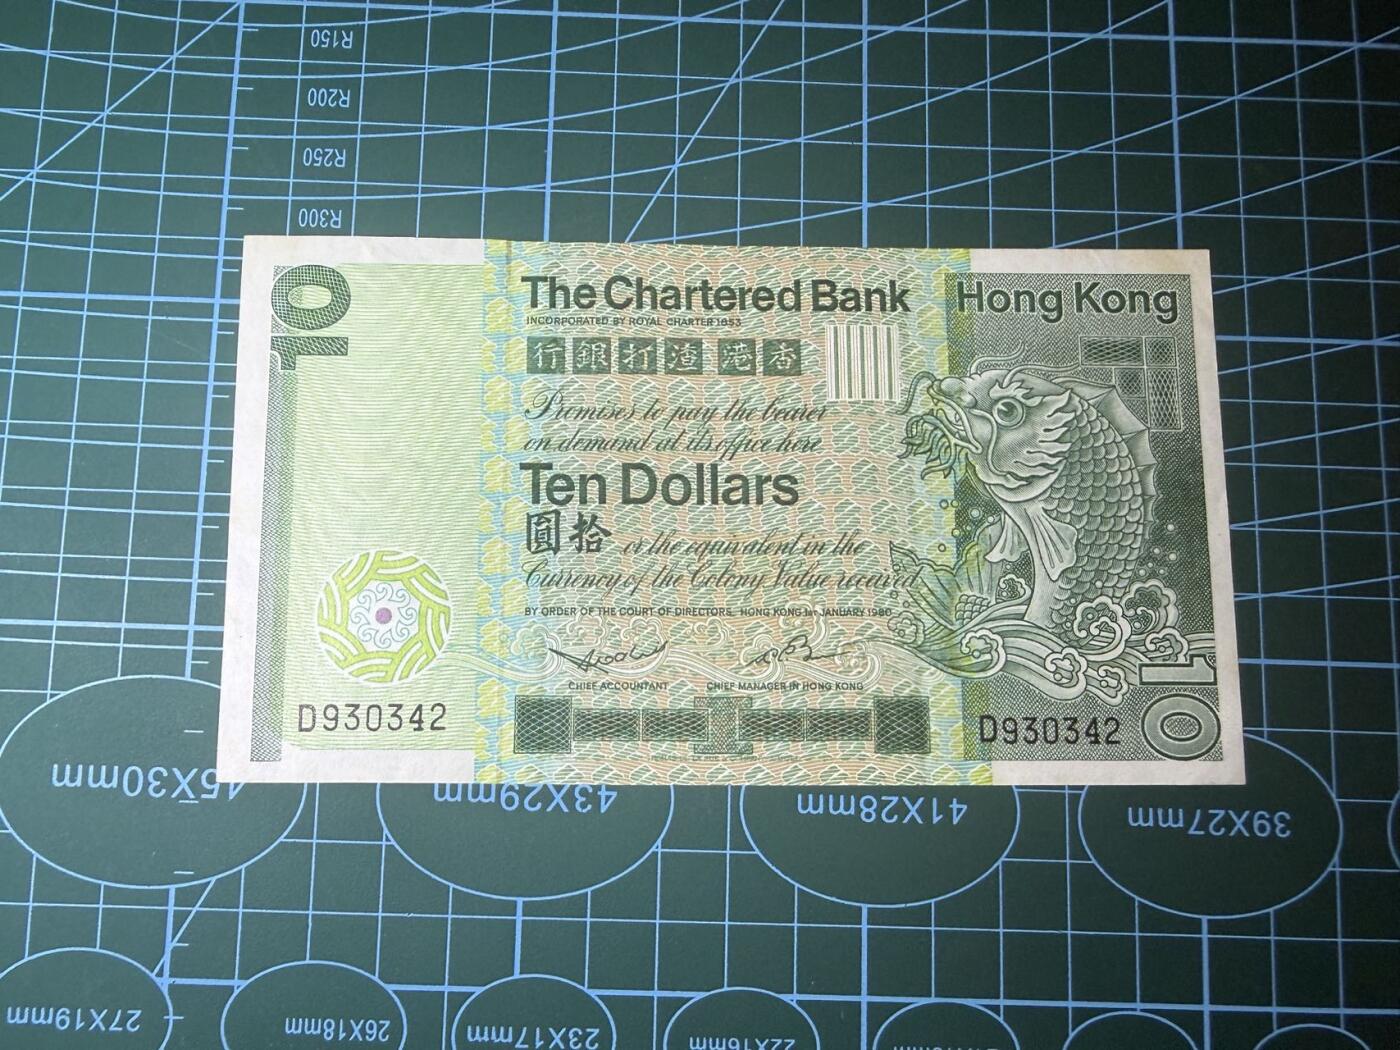 R150
R200
R250
R300
10
The Chartered Bank
Hong Kong
INCORPORATED BY ROYAL CHARTER 1853
行銀打渣港香
Promises to pay the bearer
on demand at its office here
Ten Dollars
圓拾 or the equivalent in the
Currency of the Colony Value received
BY ORDER OF THE COURT OF DIRECTORS, HONG KONG 1st JANUARY 1980
CHIEF ACCOUNTANT
CHIEF MANAGER IN HONG KONG
D930342
D930342
10
45X30mm
43X29mm
41X28mm
39X27mm
27X19mm
26X18mm
23X17mm
22X16mm